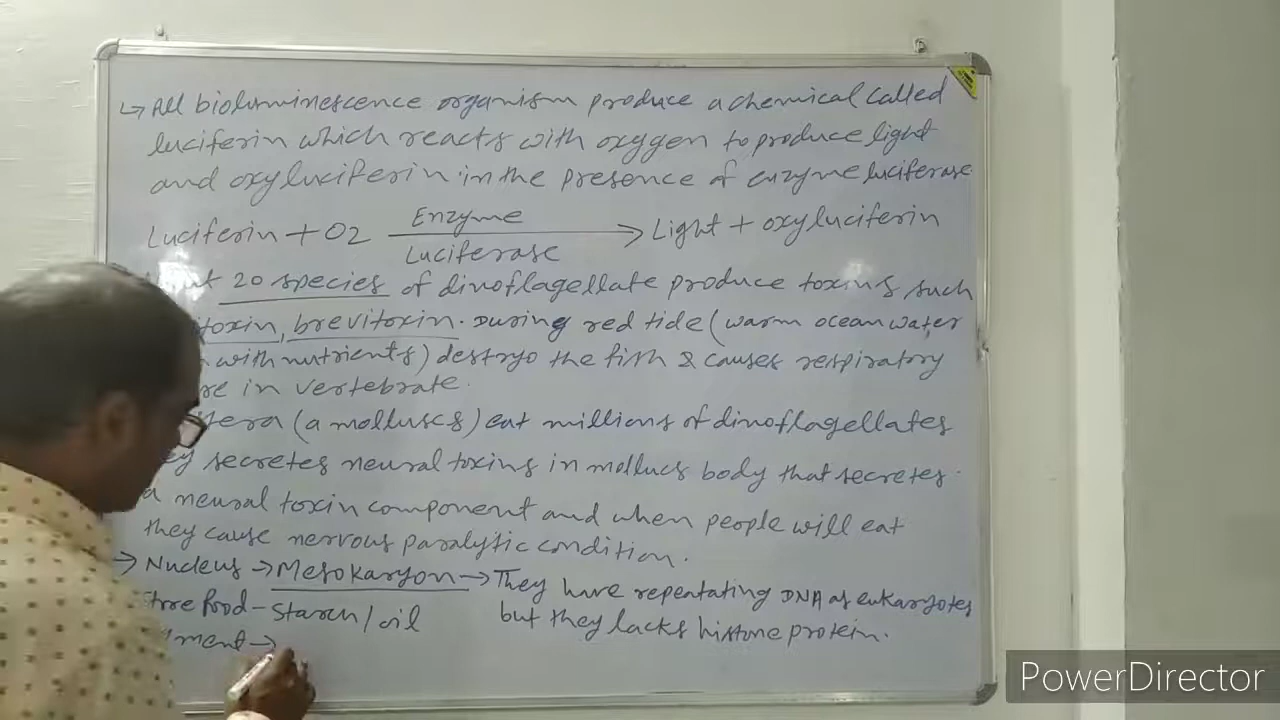 ↳ All bioluminescence organism produce a chemical called
luciferin which reacts with oxygen to produce light
and oxyluciferin in the presence of enzyme luciferase.
Luciferin + O2 Enzyme Luciferase → Light + oxyluciferin
20 species of dinoflagellate produce toxins such
toxin, brevitoxin. During red tide (warm ocean water
with nutrients) destryo the fish & causes respiratory
in vertebrate.
(a molluscs) eat millions of dinoflagellates
secretes neural toxins in mollucs body that secretes
a neural toxin component and when people will eat
they cause nervous paralytic condition.
→ Nucleus → Mesokaryon → They have repentating DNA as eukaryotes
but they lacks histone protein.
food - Starch / oil
→
PowerDirector